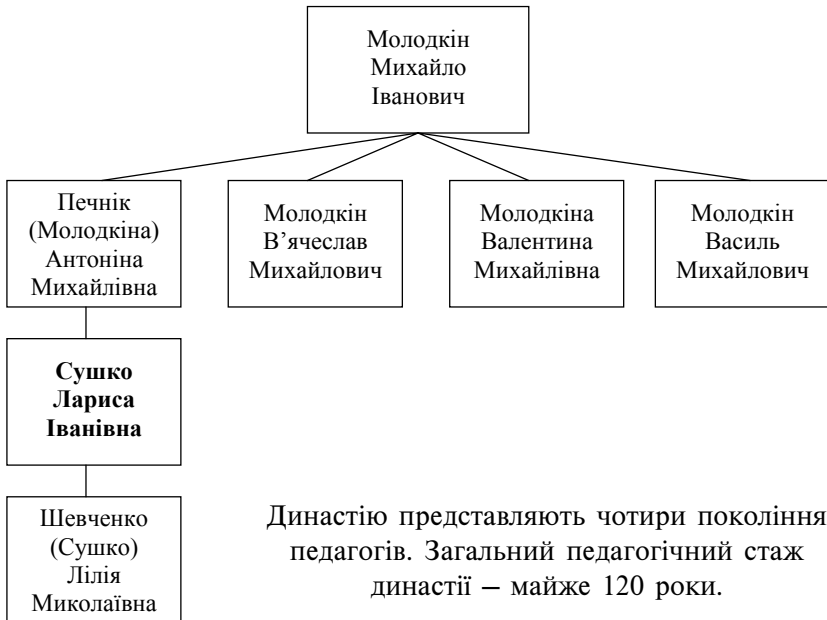 Молодкін
Михайло
Іванович
Печнік
(Молодкіна)
Антоніна
Михайлівна
Молодкін
В'ячеслав
Михайлович
Молодкіна
Валентина
Михайлівна
Молодкін
Василь
Михайлович
Сушко
Лариса
Іванівна
Шевченко
(Сушко)
Лілія
Миколаївна
Династію представляють чотири покоління
педагогів. Загальний педагогічний стаж
династії – майже 120 роки.